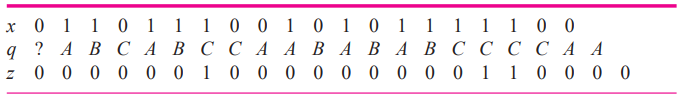 x 0 1 1 0 1 1 1 0 0 1 0 1 0 1 1 1 1 1 0 0
q ? A B C A B C C A A B A B A B C C C C A A
z 0 0 0 0 0 0 1 0 0 0 0 0 0 0 0 0 1 1 0 0 0 0